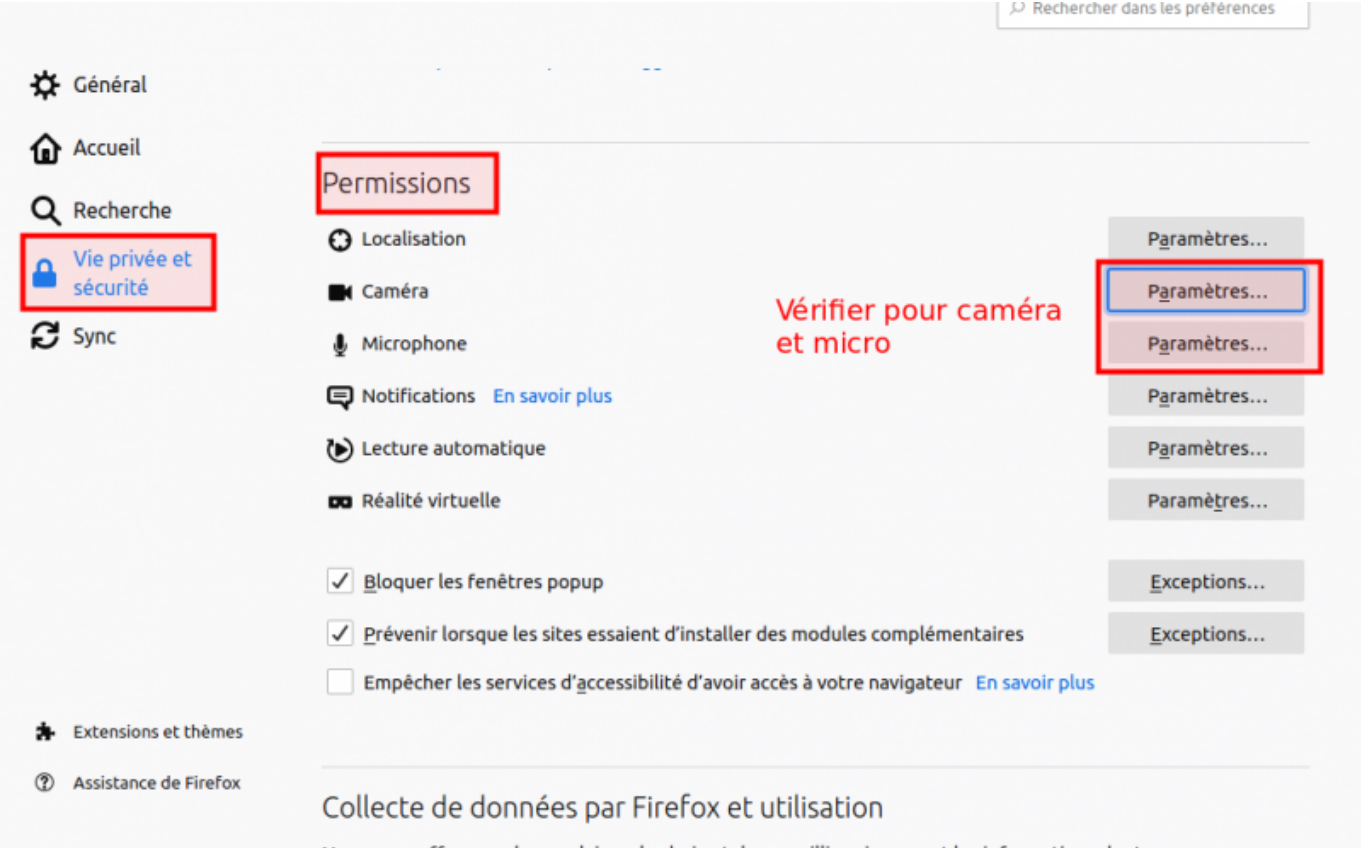 Rechercher dans les préférences
Général
Accueil
Recherche
Vie privée et
sécurité
Sync
Extensions et thèmes
Assistance de Firefox
Permissions
Localisation Paramètres...
Caméra Paramètres...
Vérifier pour caméra
et micro
Microphone Paramètres...
Notifications En savoir plus Paramètres...
Lecture automatique Paramètres...
Réalité virtuelle Paramètres...
Bloquer les fenêtres popup Exceptions...
Prévenir lorsque les sites essaient d'installer des modules complémentaires Exceptions...
Empêcher les services d'accessibilité d'avoir accès à votre navigateur En savoir plus
Collecte de données par Firefox et utilisation